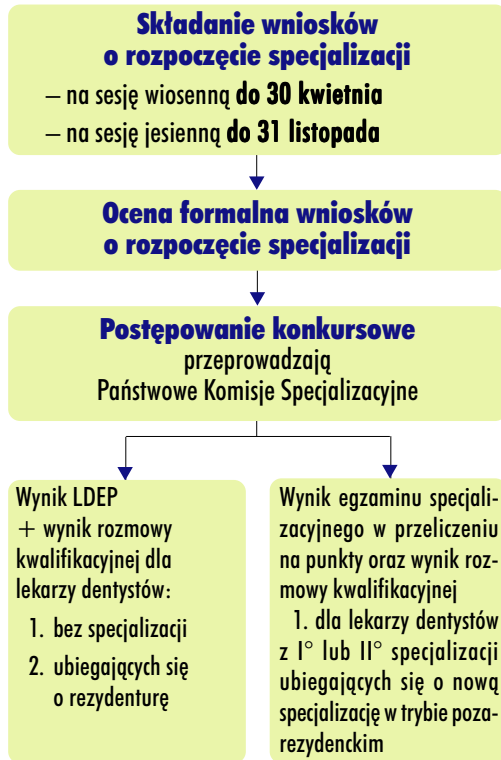 Składanie wniosków
o rozpoczęcie specjalizacji
– na sesję wiosenną do 30 kwietnia
– na sesję jesienną do 31 listopada
Ocena formalna wniosków
o rozpoczęcie specjalizacji
Postępowanie konkursowe
przeprowadzają
Państwowe Komisje Specjalizacyjne
Wynik LDEP
+ wynik rozmowy
kwalifikacyjnej dla
lekarzy dentystów:
1. bez specjalizacji
2. ubiegających się
o rezydenturę
Wynik egzaminu specjali-
zacyjnego w przeliczeniu
na punkty oraz wynik roz-
mowy kwalifikacyjnej
1. dla lekarzy dentystów
z I° lub II° specjalizacji
ubiegających się o nową
specjalizację w trybie poza-
rezydenckim